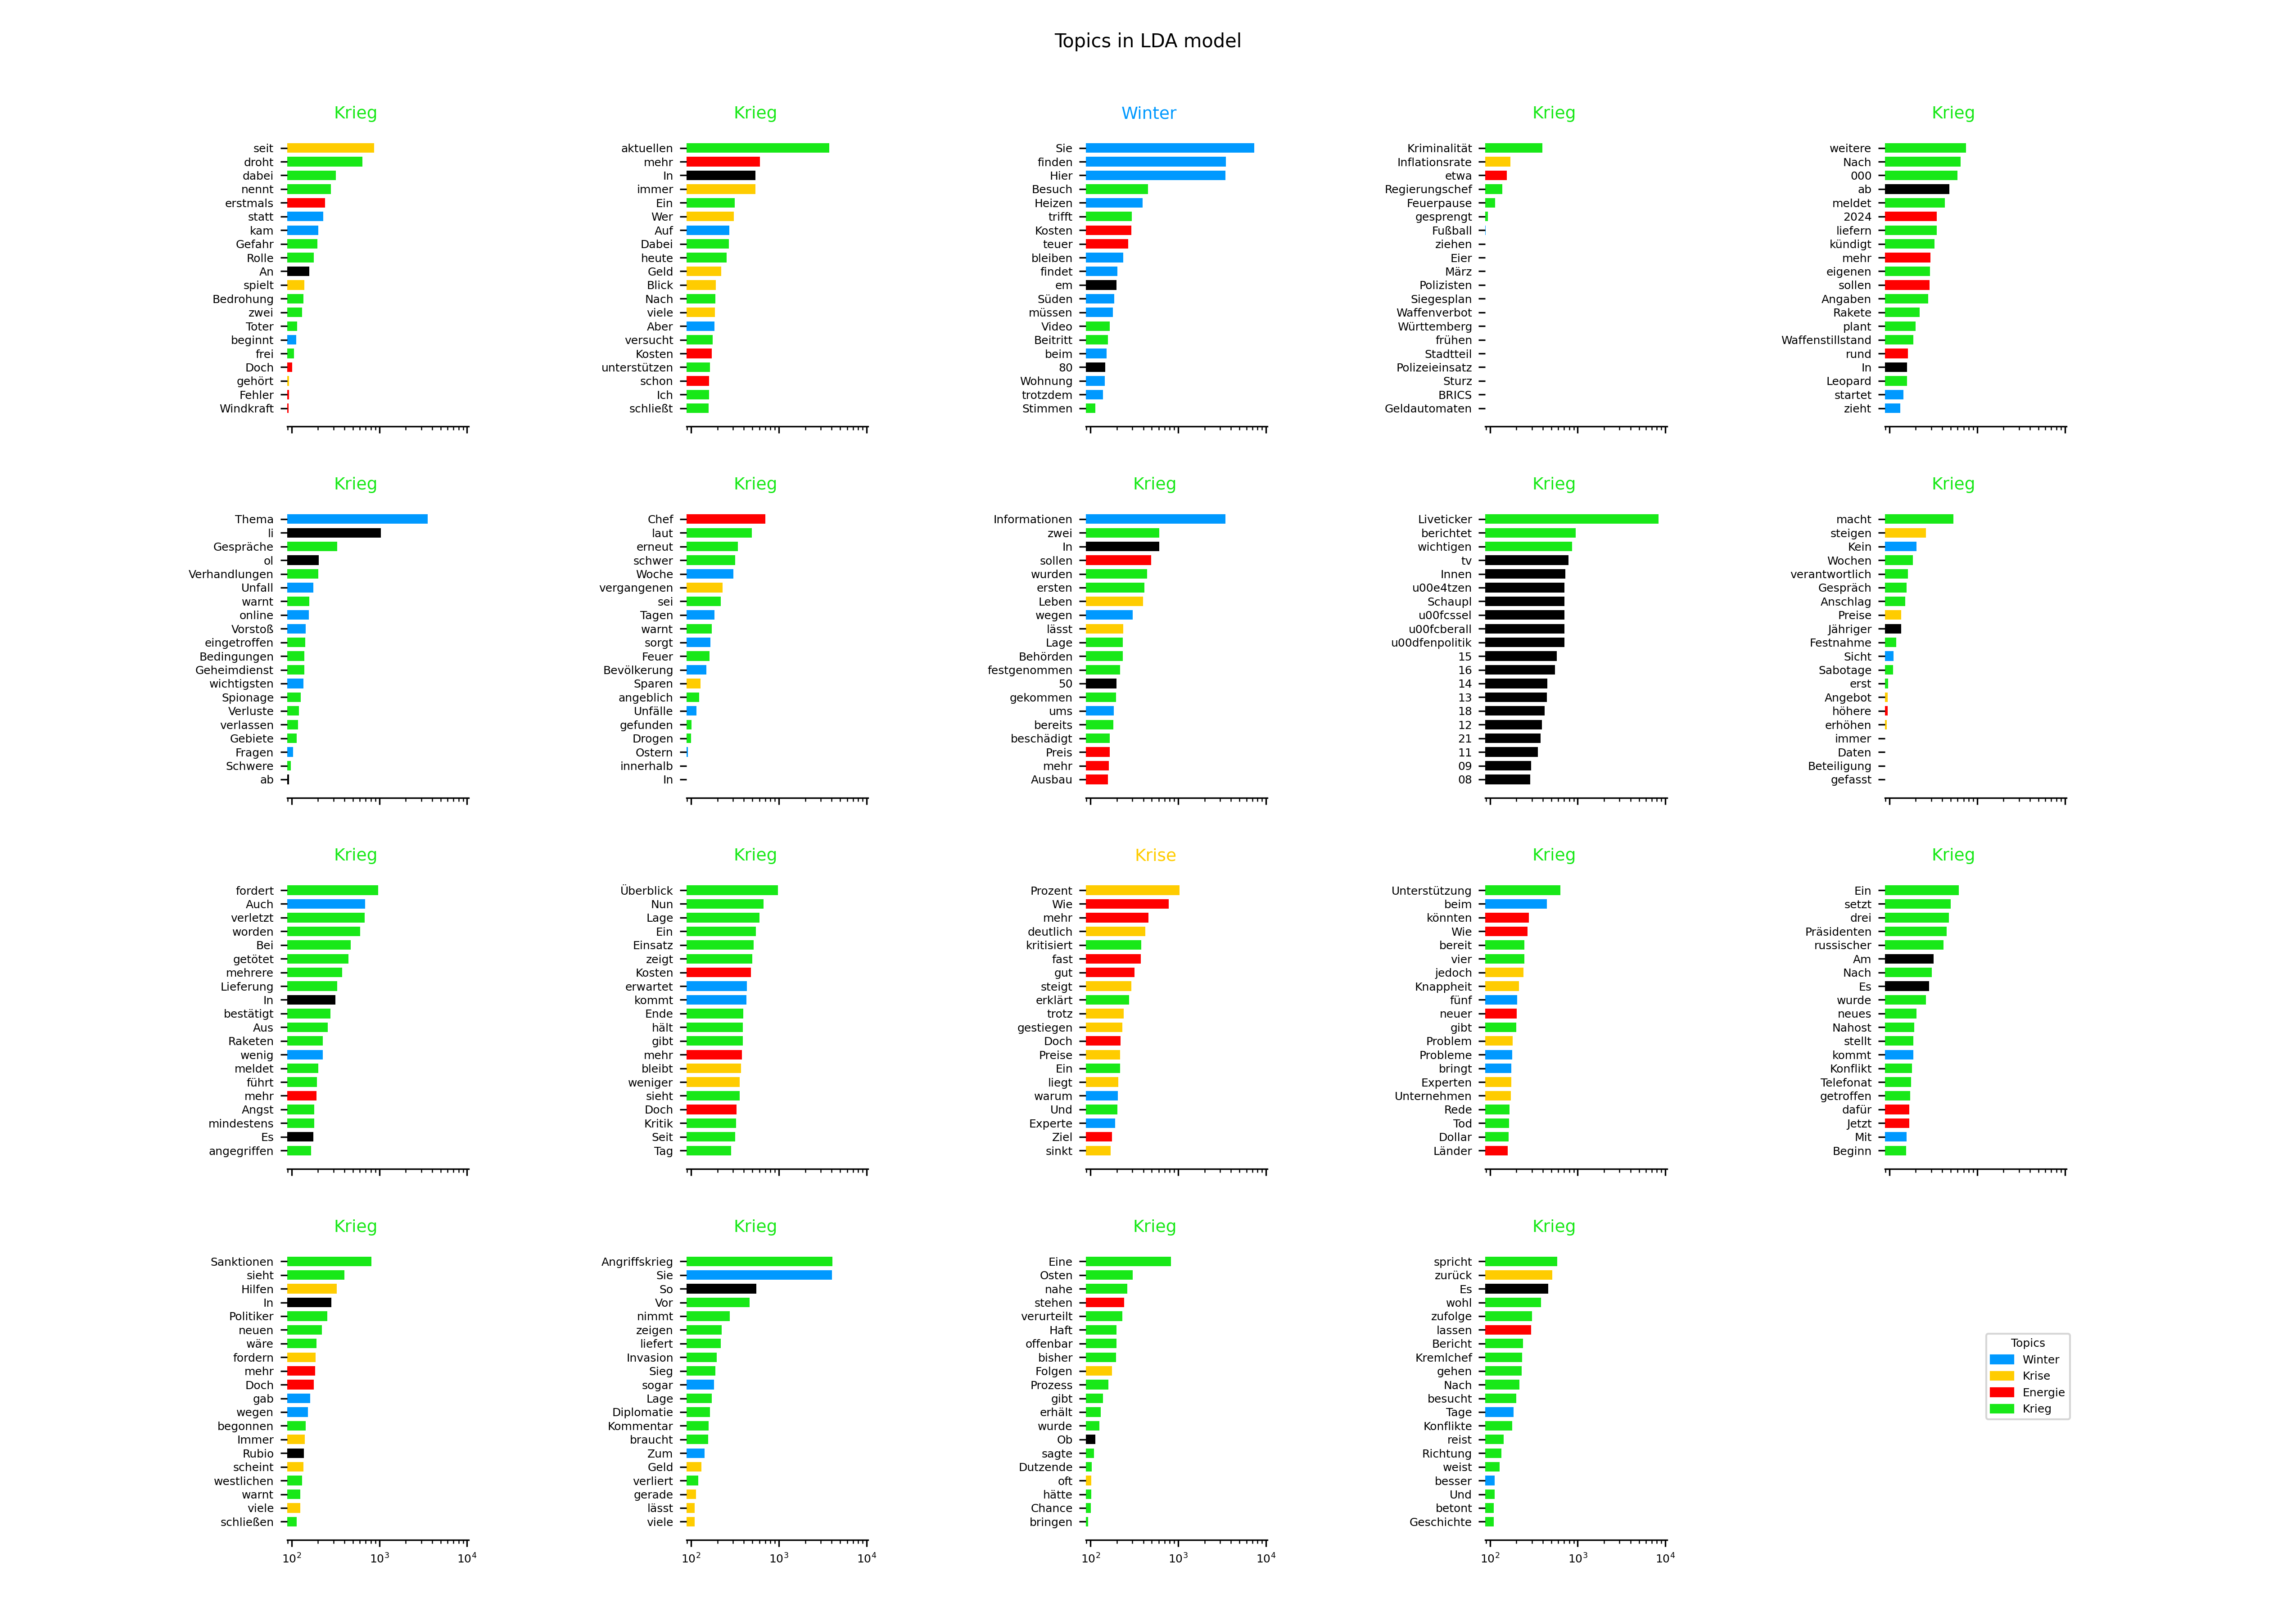 Topics in LDA model
Krieg
seit
droht
dabei
nennt
erstmals
statt
kam
Gefahr
Rolle
An
spielt
Bedrohung
zwei
Toter
beginnt
frei
Doch
gehört
Fehler
Windkraft
Krieg
aktuellen
mehr
In
immer
Ein
Wer
Auf
Dabei
heute
Geld
Blick
Nach
viele
Aber
versucht
Kosten
unterstützen
schon
Ich
schließt
Winter
Sie
finden
Hier
Besuch
Heizen
trifft
Kosten
teuer
bleiben
findet
em
Süden
müssen
Video
Beitritt
beim
80
Wohnung
trotzdem
Stimmen
Krieg
Kriminalität
Inflationsrate
etwa
Regierungschef
Feuerpause
gesprengt
Fußball
ziehen
Eier
März
Polizisten
Siegesplan
Waffenverbot
Württemberg
frühen
Stadtteil
Polizeieinsatz
Sturz
BRICS
Geldautomaten
Krieg
weitere
Nach
000
ab
meldet
2024
liefern
kündigt
mehr
eigenen
sollen
Angaben
Rakete
plant
Waffenstillstand
rund
In
Leopard
startet
zieht
Krieg
Thema
li
Gespräche
ol
Verhandlungen
Unfall
warnt
online
Vorstoß
eingetroffen
Bedingungen
Geheimdienst
wichtigsten
Spionage
Verluste
verlassen
Gebiete
Fragen
Schwere
ab
Krieg
Chef
laut
erneut
schwer
Woche
vergangenen
sei
Tagen
warnt
sorgt
Feuer
Bevölkerung
Sparen
angeblich
Unfälle
gefunden
Drogen
Ostern
innerhalb
In
Krieg
Informationen
zwei
In
sollen
wurden
ersten
Leben
wegen
lässt
Lage
Behörden
festgenommen
50
gekommen
ums
bereits
beschädigt
Preis
mehr
Ausbau
Krieg
Liveticker
berichtet
wichtigen
tv
Innen
u00e4tzen
Schaupl
u00fcssel
u00fcberall
u00dfenpolitik
15
16
14
13
18
12
21
11
09
08
Krieg
macht
steigen
Kein
Wochen
verantwortlich
Gespräch
Anschlag
Preise
Jähriger
Festnahme
Sicht
Sabotage
erst
Angebot
höhere
erhöhen
immer
Daten
Beteiligung
gefasst
Krieg
fordert
Auch
verletzt
worden
Bei
getötet
mehrere
Lieferung
In
bestätigt
Aus
Raketen
wenig
meldet
führt
mehr
Angst
mindestens
Es
angegriffen
Krieg
Überblick
Nun
Lage
Ein
Einsatz
zeigt
Kosten
erwartet
kommt
Ende
hält
gibt
mehr
bleibt
weniger
sieht
Doch
Kritik
Seit
Tag
Krise
Prozent
Wie
mehr
deutlich
kritisiert
fast
gut
steigt
erklärt
trotz
gestiegen
Doch
Preise
Ein
liegt
warum
Und
Experte
Ziel
sinkt
Krieg
Unterstützung
beim
könnten
Wie
bereit
vier
jedoch
Knappheit
fünf
neuer
gibt
Problem
Probleme
bringt
Experten
Unternehmen
Rede
Tod
Dollar
Länder
Krieg
Ein
setzt
drei
Präsidenten
russischer
Am
Nach
Es
wurde
neues
Nahost
stellt
kommt
Konflikt
Telefonat
getroffen
dafür
Jetzt
Mit
Beginn
Krieg
Sanktionen
sieht
Hilfen
In
Politiker
neuen
wäre
fordern
mehr
Doch
gab
wegen
begonnen
Immer
Rubio
scheint
westlichen
warnt
viele
schließen
10² 10³ 10⁴
Krieg
Angriffskrieg
Sie
So
Vor
nimmt
zeigen
liefert
Invasion
Sieg
sogar
Lage
Diplomatie
Kommentar
braucht
Zum
Geld
verliert
gerade
lässt
viele
10² 10³ 10⁴
Krieg
Eine
Osten
nahe
stehen
verurteilt
Haft
offenbar
bisher
Folgen
Prozess
gibt
erhält
wurde
Ob
sagte
Dutzende
oft
hätte
Chance
bringen
10² 10³ 10⁴
Krieg
spricht
zurück
Es
wohl
zufolge
lassen
Bericht
Kremlchef
gehen
Nach
besucht
Tage
Konflikte
reist
Richtung
weist
besser
Und
betont
Geschichte
10² 10³ 10⁴
Topics
Winter
Krise
Energie
Krieg